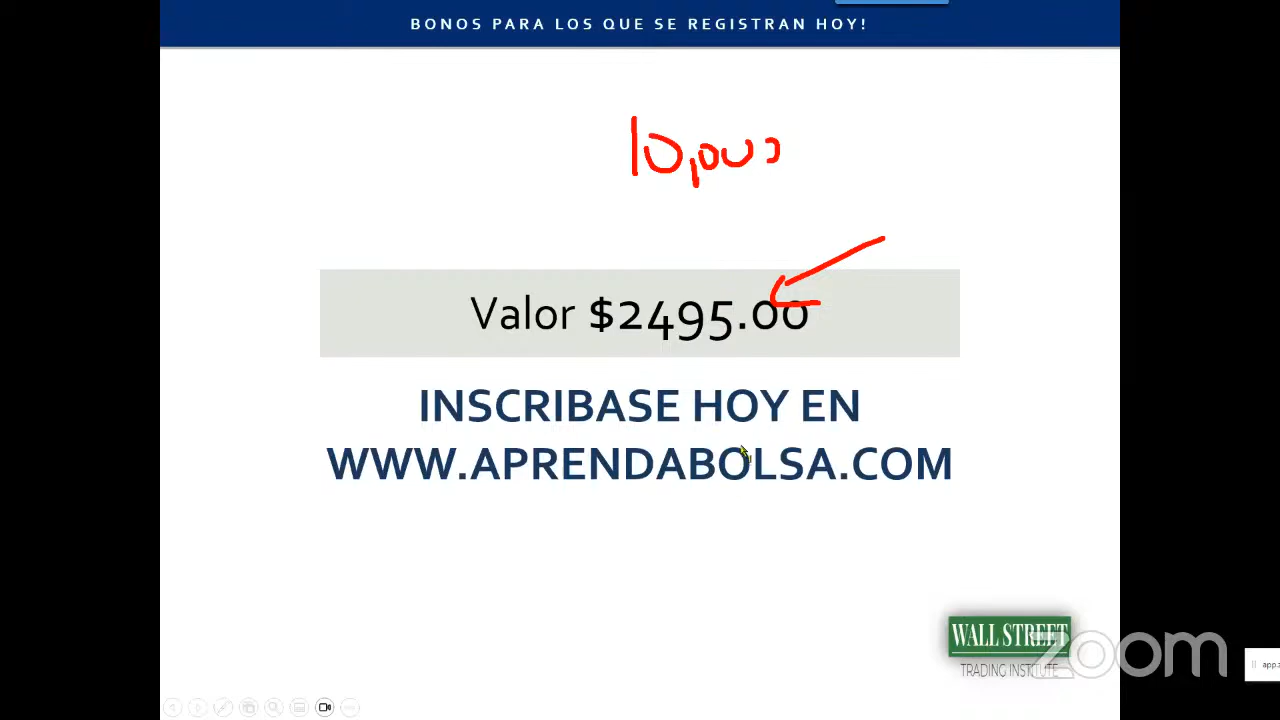 BONOS PARA LOS QUE SE REGISTRAN HOY!
10,000
Valor $2495.00
INSCRIBASE HOY EN
WWW.APRENDABOLSA.COM
WALL STREET
TRADING INSTITUTE
zoom
app.